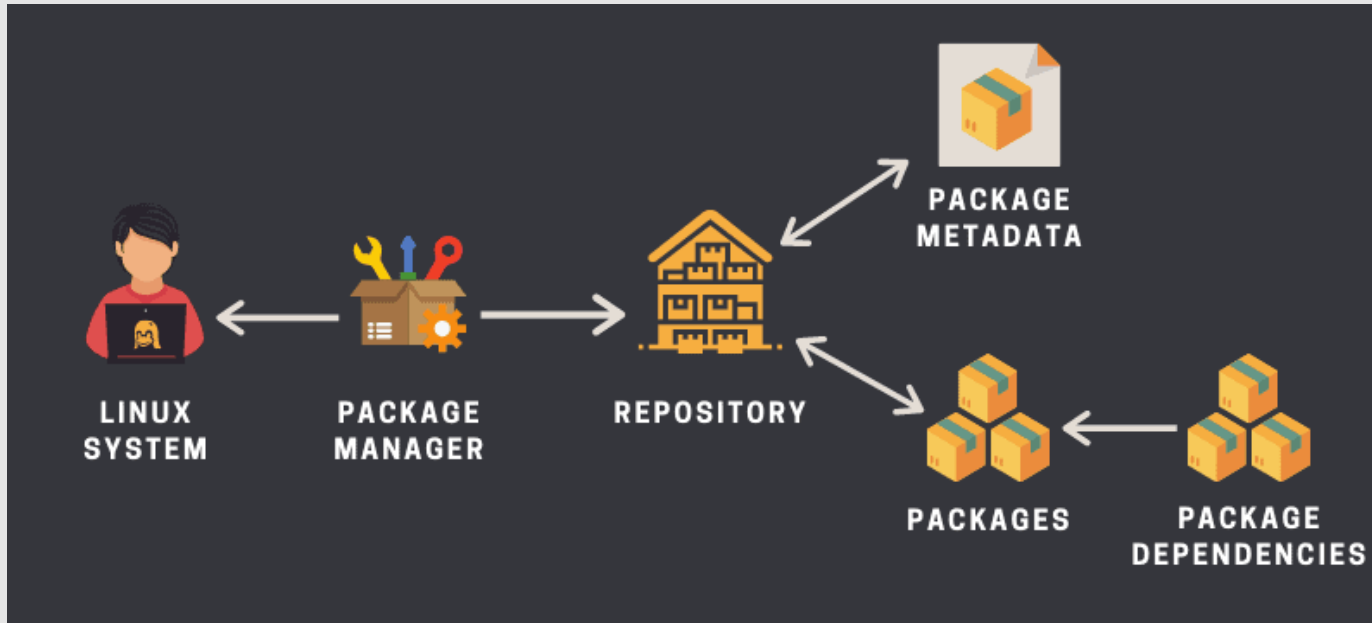 PACKAGE
METADATA
LINUX
SYSTEM
PACKAGE
MANAGER
REPOSITORY
PACKAGES
PACKAGE
DEPENDENCIES